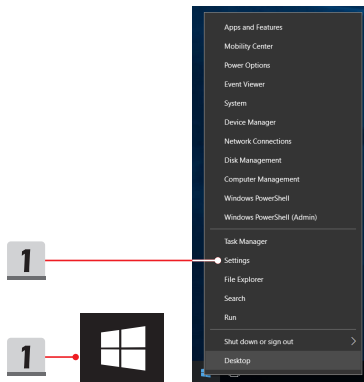 Apps and Features
Mobility Center
Power Options
Event Viewer
System
Device Manager
Network Connections
Disk Management
Computer Management
Windows PowerShell
Windows PowerShell (Admin)
Task Manager
1
Settings
File Explorer
Search
Run
Shut down or sign out
1
Desktop